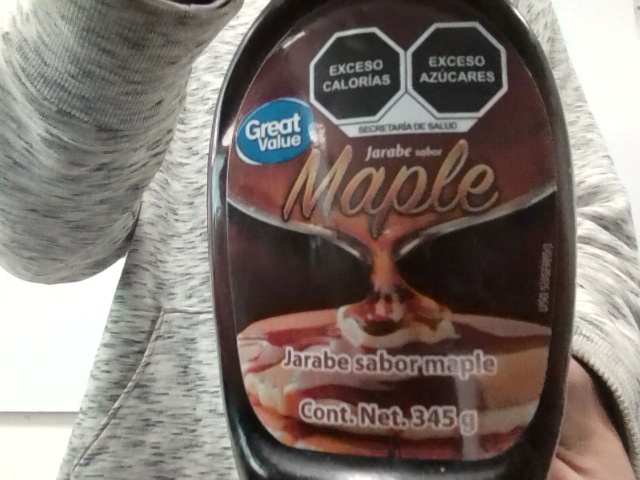 EXCESO
CALORÍAS
EXCESO
AZÚCARES
SECRETARÍA DE SALUD
Great
Value
Jarabe sabor
Maple
Jarabe sabor maple
Cont. Net. 345 g